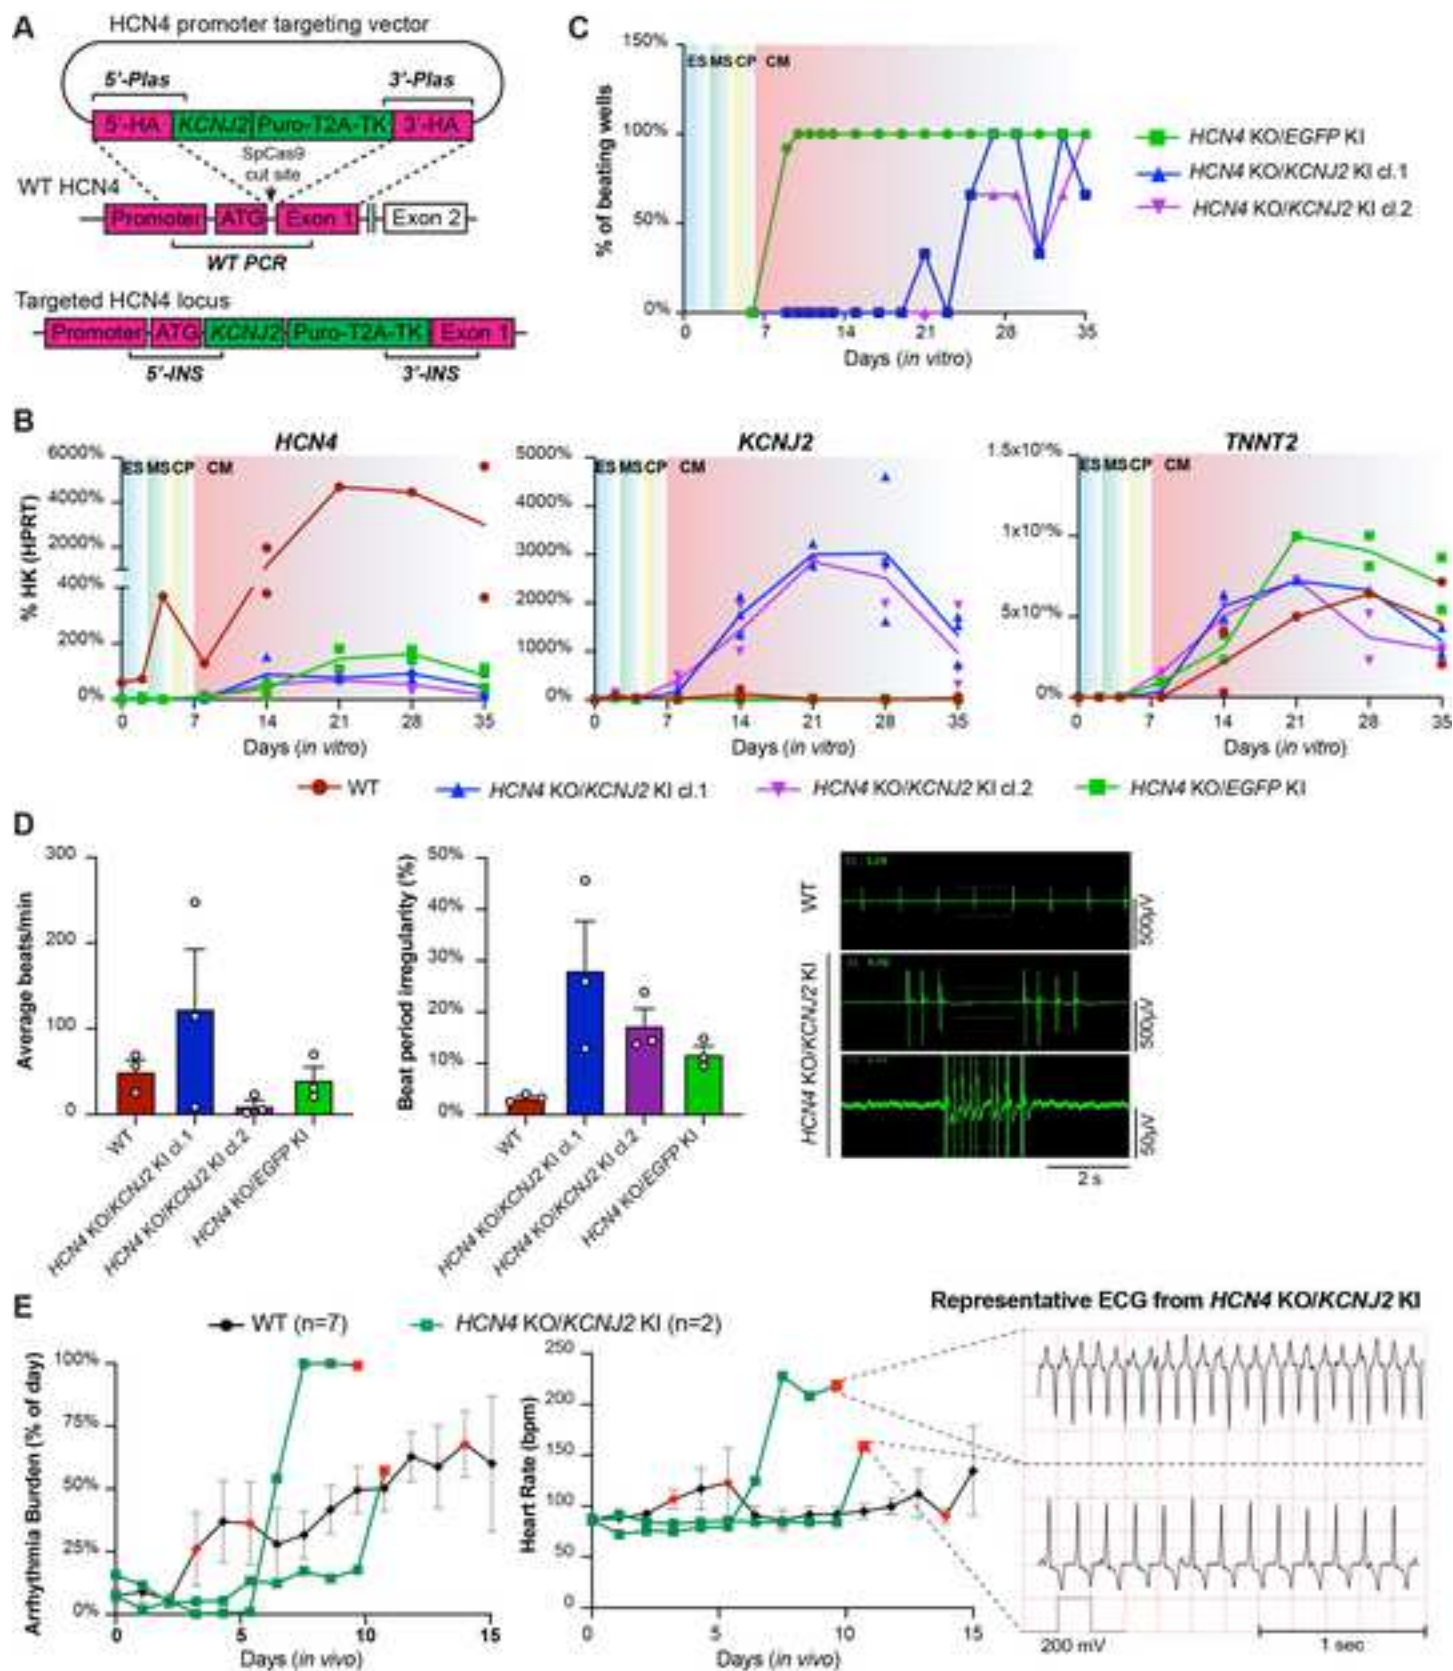 A
HCN4 promoter targeting vector
5'-Plas
3'-Plas
5'-HA KCNJ2 Puro-T2A-TK 3'-HA
SpCas9
cut site
WT HCN4
Promoter ATG Exon 1 Exon 2
WT PCR
Targeted HCN4 locus
Promoter ATG KCNJ2 Puro-T2A-TK Exon 1
5'-INS
3'-INS
C
% of beating wells
150%
100%
50%
0%
ES MS CP CM
0 7 14 21 28 35
Days (in vitro)
HCN4 KO/EGFP KI
HCN4 KO/KCNJ2 KI cl.1
HCN4 KO/KCNJ2 KI cl.2
B
HCN4
% HK (HPRT)
6000%
4000%
2000%
400%
200%
0%
ES MS CP CM
0 7 14 21 28 35
Days (in vitro)
KCNJ2
5000%
4000%
3000%
2000%
1000%
0%
ES MS CP CM
0 7 14 21 28 35
Days (in vitro)
TNNT2
0%
ES MS CP CM
0 7 14 21 28 35
Days (in vitro)
WT
HCN4 KO/KCNJ2 KI cl.1
HCN4 KO/KCNJ2 KI cl.2
HCN4 KO/EGFP KI
D
Average beats/min
300
200
100
0
WT
HCN4 KO/KCNJ2 KI cl.1
HCN4 KO/KCNJ2 KI cl.2
HCN4 KO/EGFP KI
Beat period irregularity (%)
50%
40%
30%
20%
10%
0%
WT
HCN4 KO/KCNJ2 KI cl.1
HCN4 KO/KCNJ2 KI cl.2
HCN4 KO/EGFP KI
WT
HCN4 KO/KCNJ2 KI
500µV
500µV
50µV
2 s
E
WT (n=7)
HCN4 KO/KCNJ2 KI (n=2)
Arrhythmia Burden (% of day)
100%
75%
50%
25%
0%
0 5 10 15
Days (in vivo)
Heart Rate (bpm)
250
200
150
100
50
0
0 5 10 15
Days (in vivo)
Representative ECG from HCN4 KO/KCNJ2 KI
200 mV
1 sec